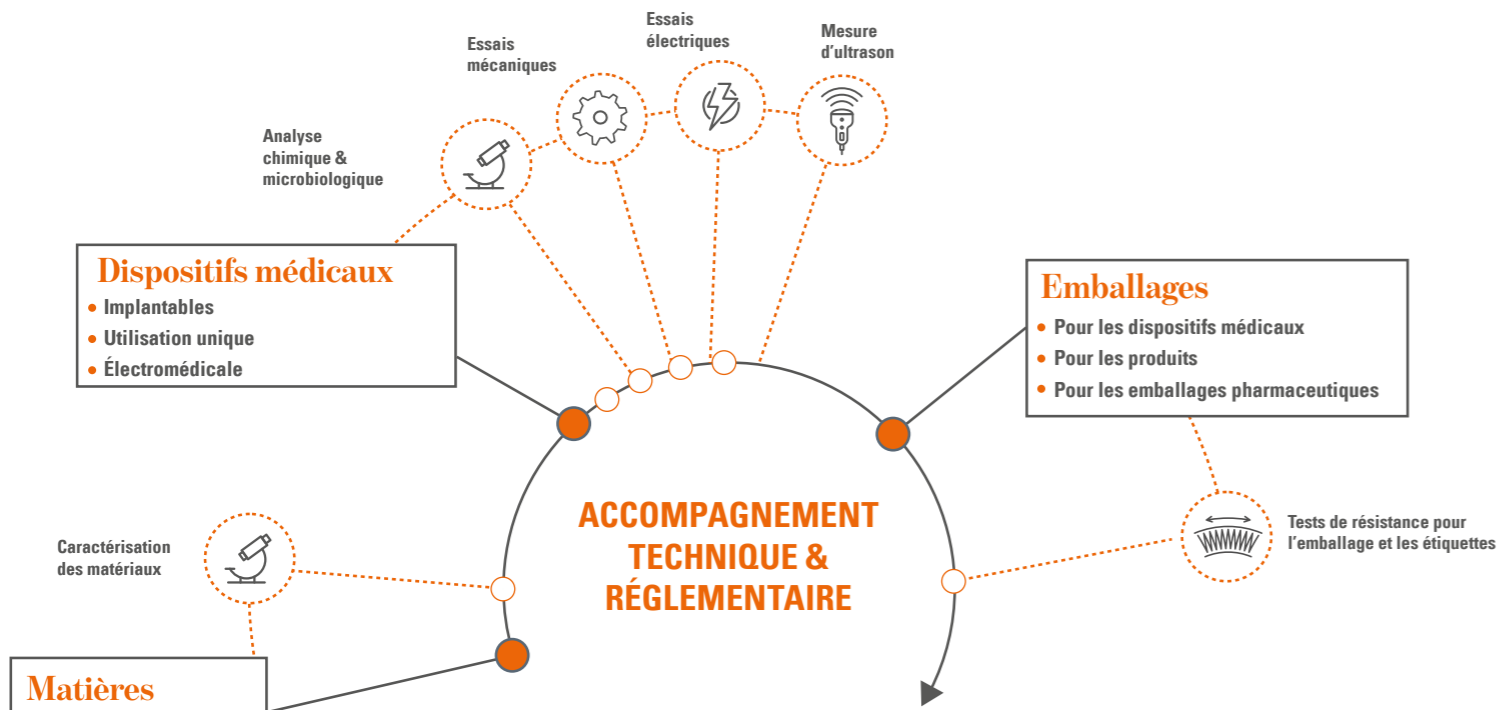 Essais
mécaniques
Essais
électriques
Mesure
d'ultrason
Analyse
chimique &
microbiologique
Dispositifs médicaux
• Implantables
• Utilisation unique
• Électromédicale
Emballages
• Pour les dispositifs médicaux
• Pour les produits
• Pour les emballages pharmaceutiques
ACCOMPAGNEMENT
TECHNIQUE &
RÉGLEMENTAIRE
Tests de résistance pour
l'emballage et les étiquettes
Caractérisation
des matériaux
Matières